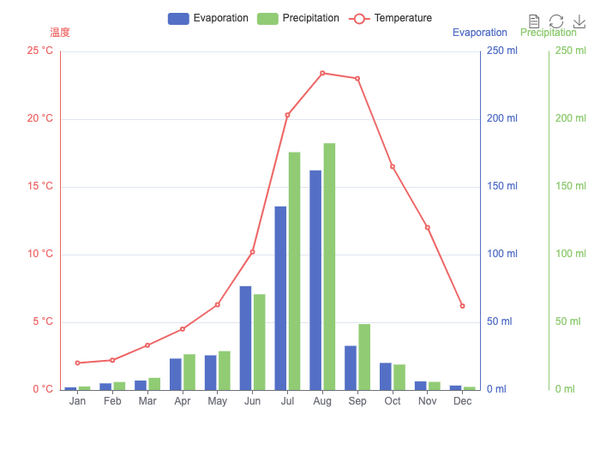 Evaporation Precipitation Temperature
温度 Evaporation Precipitation
25 °C 250 ml 250 ml
20 °C 200 ml 200 ml
15 °C 150 ml 150 ml
10 °C 100 ml 100 ml
5 °C 50 ml 50 ml
0 °C 0 ml 0 ml
Jan Feb Mar Apr May Jun Jul Aug Sep Oct Nov Dec